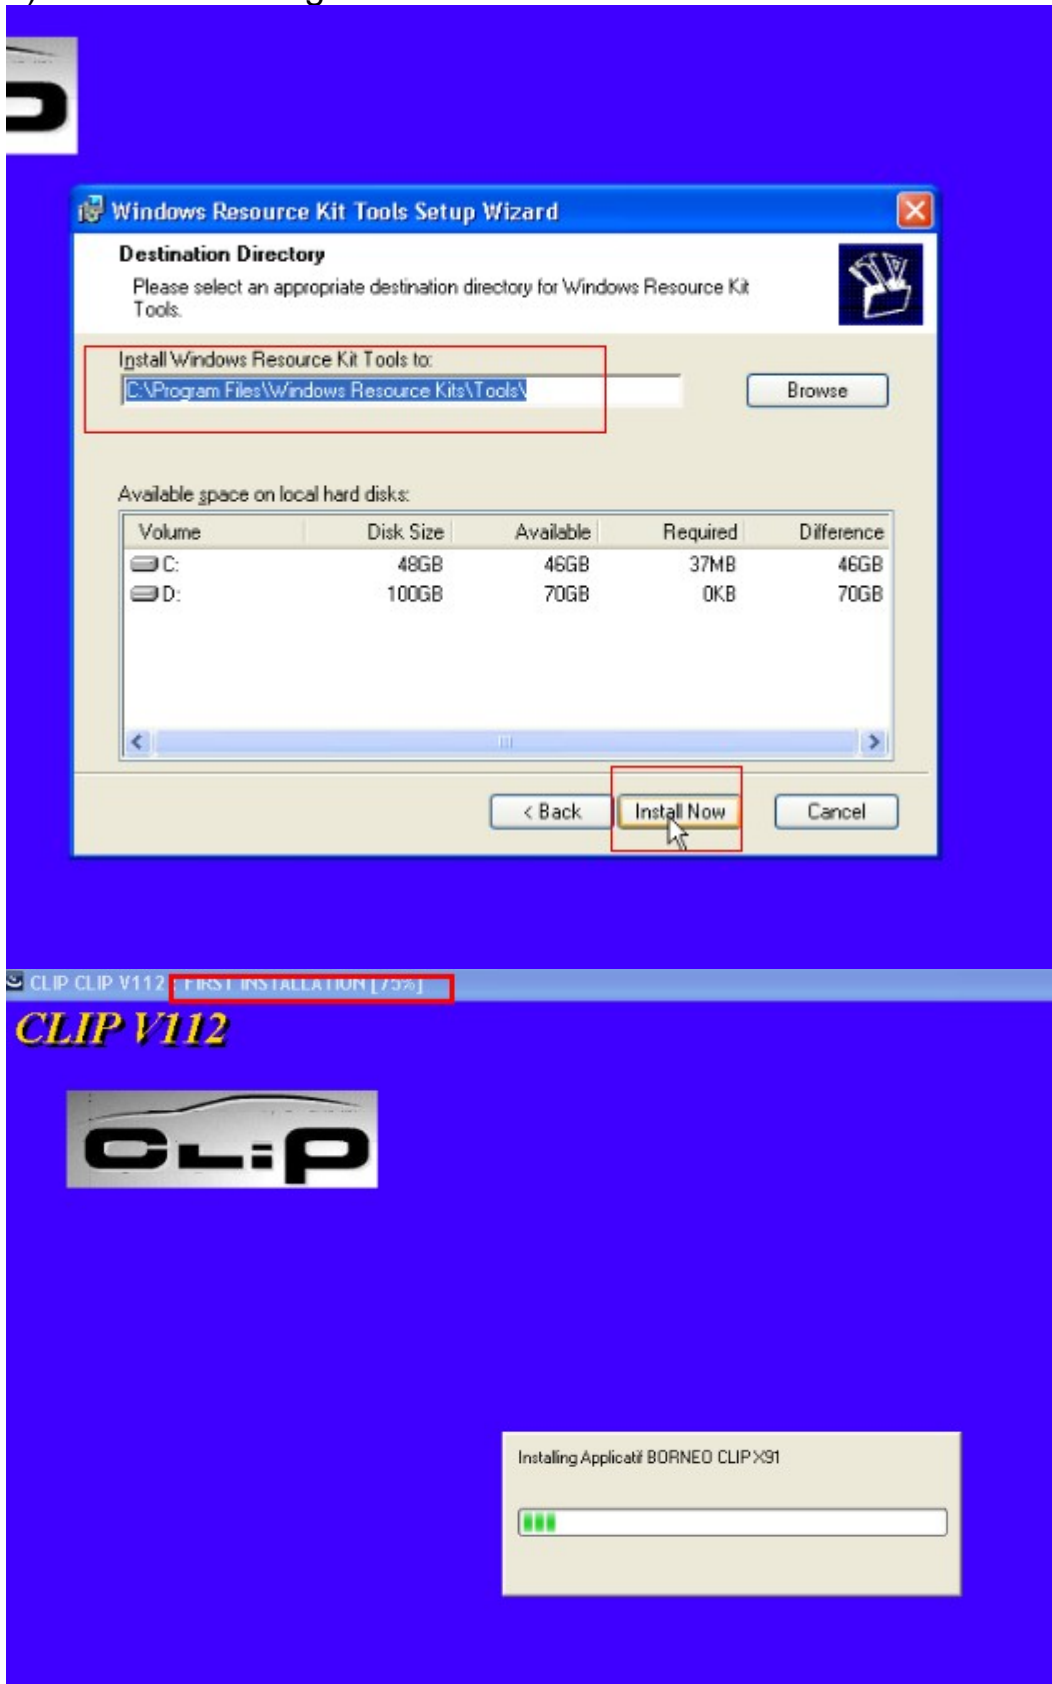 Windows Resource Kit Tools Setup Wizard
Destination Directory
Please select an appropriate destination directory for Windows Resource Kit
Tools.
Install Windows Resource Kit Tools to:
C:\Program Files\Windows Resource Kits\Tools\
Browse
Available space on local hard disks:
Volume Disk Size Available Required Difference
C: 48GB 46GB 37MB 46GB
D: 100GB 70GB 0KB 70GB
< Back Install Now Cancel
CLIP CLIP V112 : FIRST INSTALLATION [75%]
CLIP V112
CLiP
Installing Applicatif BORNEO CLIP X91